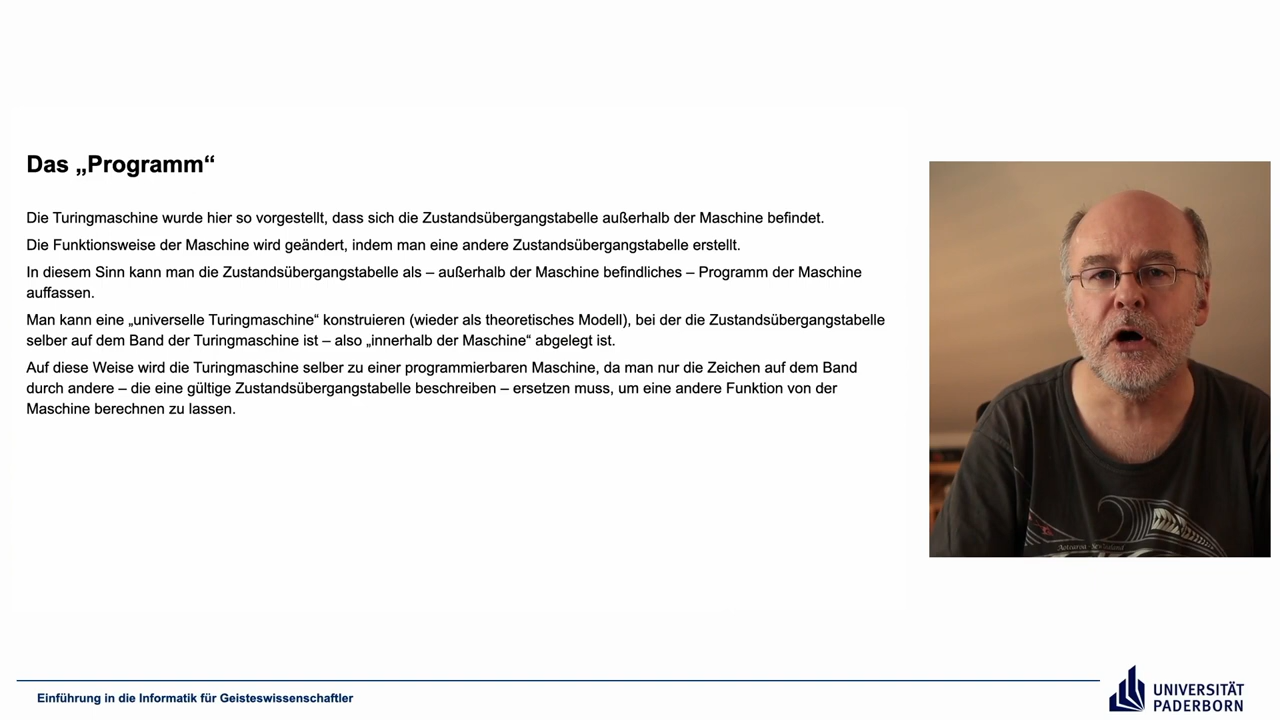 Das „Programm“
Die Turingmaschine wurde hier so vorgestellt, dass sich die Zustandsübergangstabelle außerhalb der Maschine befindet.
Die Funktionsweise der Maschine wird geändert, indem man eine andere Zustandsübergangstabelle erstellt.
In diesem Sinn kann man die Zustandsübergangstabelle als – außerhalb der Maschine befindliches – Programm der Maschine
auffassen.
Man kann eine „universelle Turingmaschine“ konstruieren (wieder als theoretisches Modell), bei der die Zustandsübergangstabelle
selber auf dem Band der Turingmaschine ist – also „innerhalb der Maschine“ abgelegt ist.
Auf diese Weise wird die Turingmaschine selber zu einer programmierbaren Maschine, da man nur die Zeichen auf dem Band
durch andere – die eine gültige Zustandsübergangstabelle beschreiben – ersetzen muss, um eine andere Funktion von der
Maschine berechnen zu lassen.
Aotearoa - New Zealand
Einführung in die Informatik für Geisteswissenschaftler
UNIVERSITÄT
PADERBORN